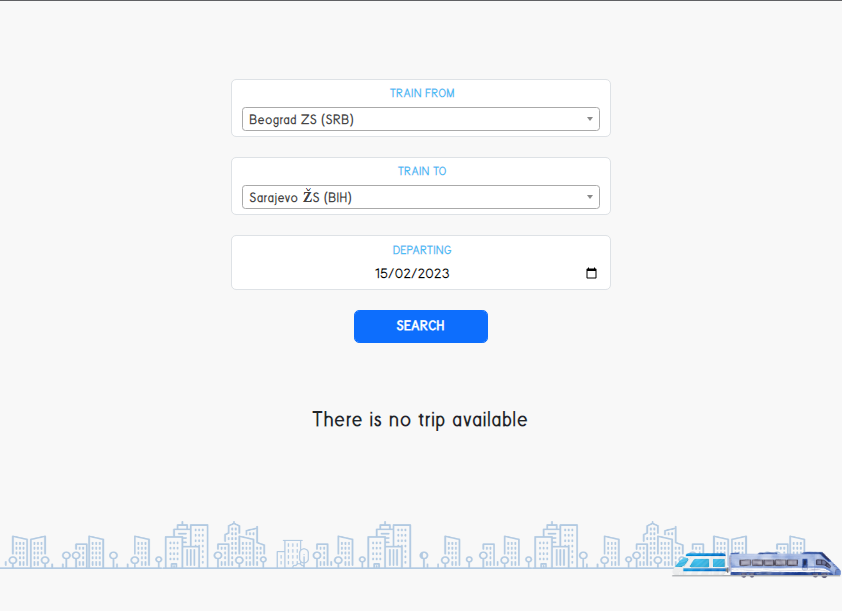 TRAIN FROM
Beograd ZS (SRB)
TRAIN TO
Sarajevo ŽS (BIH)
DEPARTING
15/02/2023
SEARCH
There is no trip available